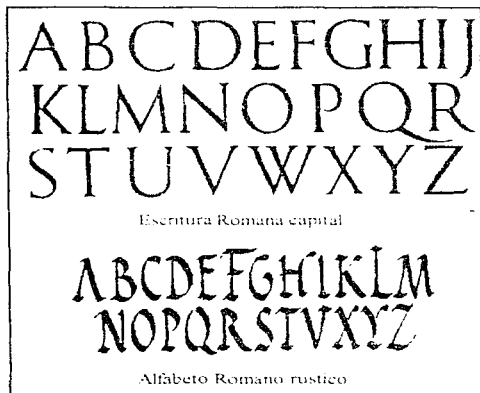 ABCDEFGHIJ
KLMNOPQR
STUVWXYZ
Escritura Romana capital
ABCDEFGHIKLM
NOPQRSTVXYZ
Alfabeto Romano rustico